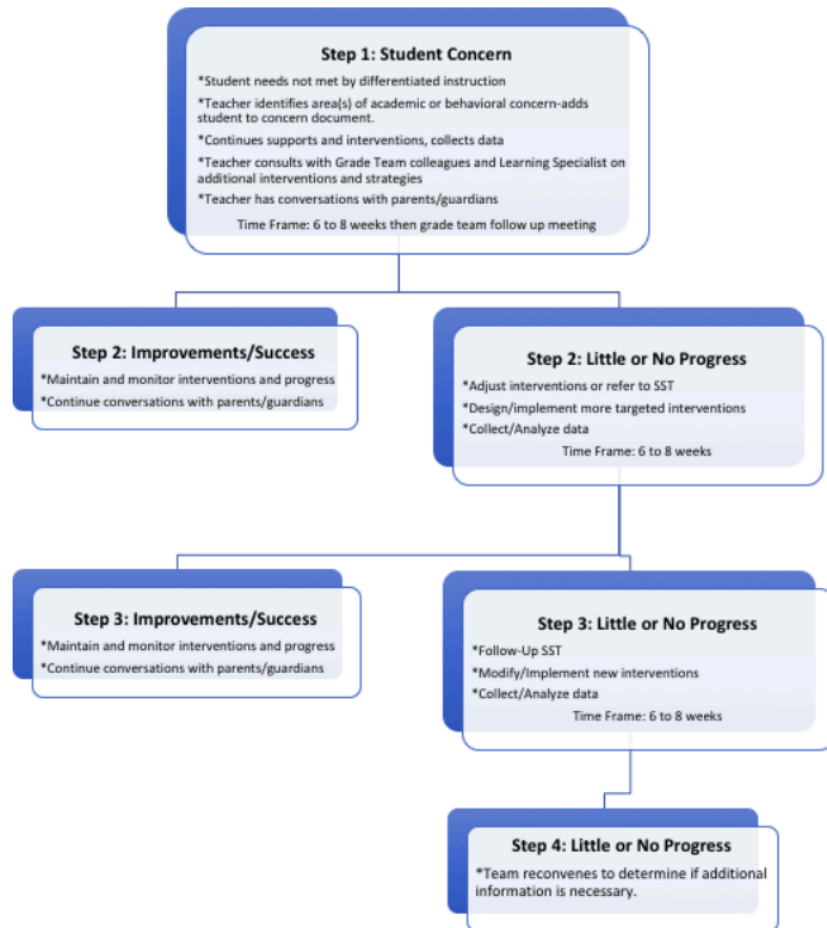 Step 1: Student Concern
*Student needs not met by differentiated instruction
*Teacher identifies area(s) of academic or behavioral concern-adds
student to concern document.
*Continues supports and interventions, collects data
*Teacher consults with Grade Team colleagues and Learning Specialist on
additional interventions and strategies
*Teacher has conversations with parents/guardians
Time Frame: 6 to 8 weeks then grade team follow up meeting
Step 2: Improvements/Success
*Maintain and monitor interventions and progress
*Continue conversations with parents/guardians
Step 2: Little or No Progress
*Adjust interventions or refer to SST
*Design/implement more targeted interventions
*Collect/Analyze data
Time Frame: 6 to 8 weeks
Step 3: Improvements/Success
*Maintain and monitor interventions and progress
*Continue conversations with parents/guardians
Step 3: Little or No Progress
*Follow-Up SST
*Modify/Implement new interventions
*Collect/Analyze data
Time Frame: 6 to 8 weeks
Step 4: Little or No Progress
*Team reconvenes to determine if additional
information is necessary.